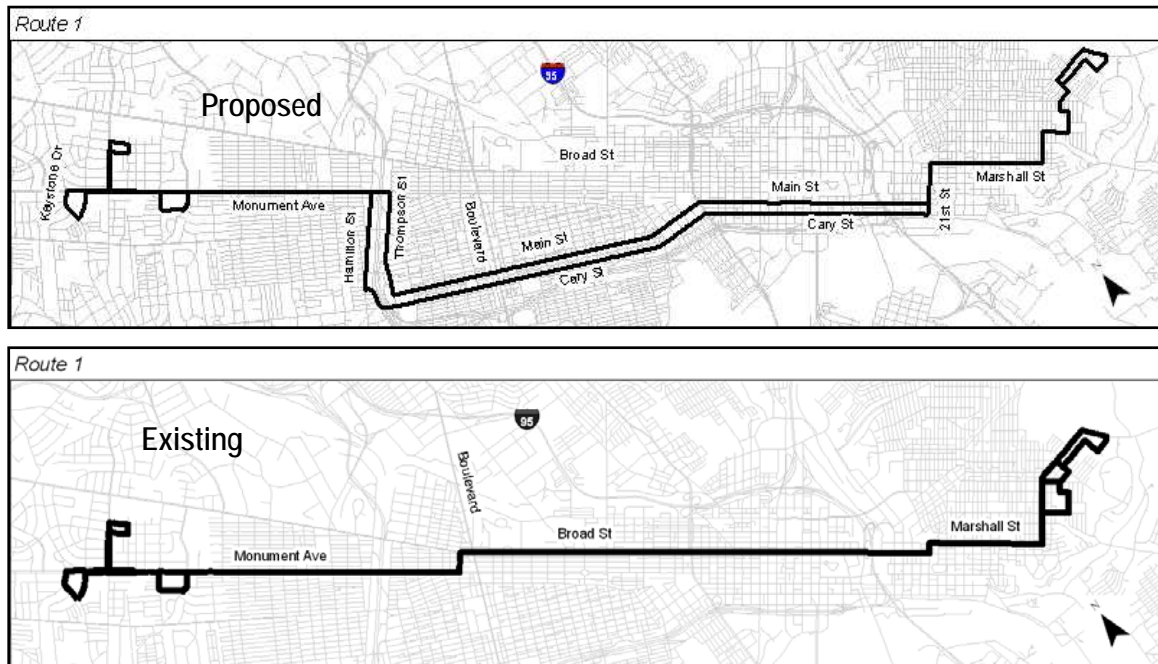 Route 1
Proposed
95
Keystone Dr
Monument Ave
Hamilton St
Thompson St
Boulevard
Broad St
Main St
Cary St
Main St
Cary St
21st St
Marshall St
N
Route 1
Existing
95
Boulevard
Monument Ave
Broad St
Marshall St
N